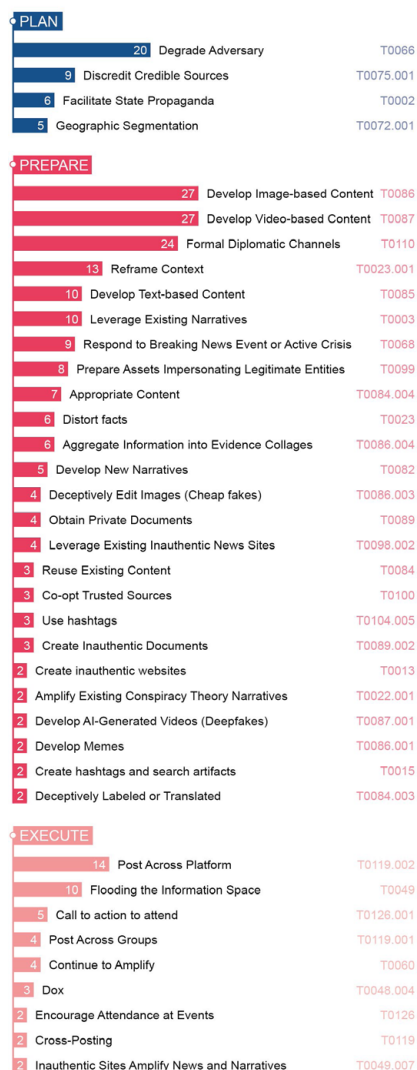 PLAN
20 Degrade Adversary T0066
9 Discredit Credible Sources T0075.001
6 Facilitate State Propaganda T0002
5 Geographic Segmentation T0072.001
PREPARE
27 Develop Image-based Content T0086
27 Develop Video-based Content T0087
24 Formal Diplomatic Channels T0110
13 Reframe Context T0023.001
10 Develop Text-based Content T0085
10 Leverage Existing Narratives T0003
9 Respond to Breaking News Event or Active Crisis T0068
8 Prepare Assets Impersonating Legitimate Entities T0099
7 Appropriate Content T0084.004
6 Distort facts T0023
6 Aggregate Information into Evidence Collages T0086.004
5 Develop New Narratives T0082
4 Deceptively Edit Images (Cheap fakes) T0086.003
4 Obtain Private Documents T0089
4 Leverage Existing Inauthentic News Sites T0098.002
3 Reuse Existing Content T0084
3 Co-opt Trusted Sources T0100
3 Use hashtags T0104.005
3 Create Inauthentic Documents T0089.002
2 Create inauthentic websites T0013
2 Amplify Existing Conspiracy Theory Narratives T0022.001
2 Develop AI-Generated Videos (Deepfakes) T0087.001
2 Develop Memes T0086.001
2 Create hashtags and search artifacts T0015
2 Deceptively Labeled or Translated T0084.003
EXECUTE
14 Post Across Platform T0119.002
10 Flooding the Information Space T0049
5 Call to action to attend T0126.001
4 Post Across Groups T0119.001
4 Continue to Amplify T0060
3 Dox T0048.004
2 Encourage Attendance at Events T0126
2 Cross-Posting T0119
2 Inauthentic Sites Amplify News and Narratives T0049.007